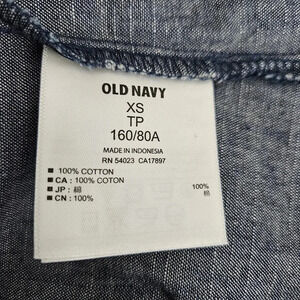 OLD NAVY
XS
TP
160/80A
MADE IN INDONESIA
RN 54023 CA17897
100% COTTON
CA : 100% COTTON
JP : 綿 100%
CN : 100% 棉